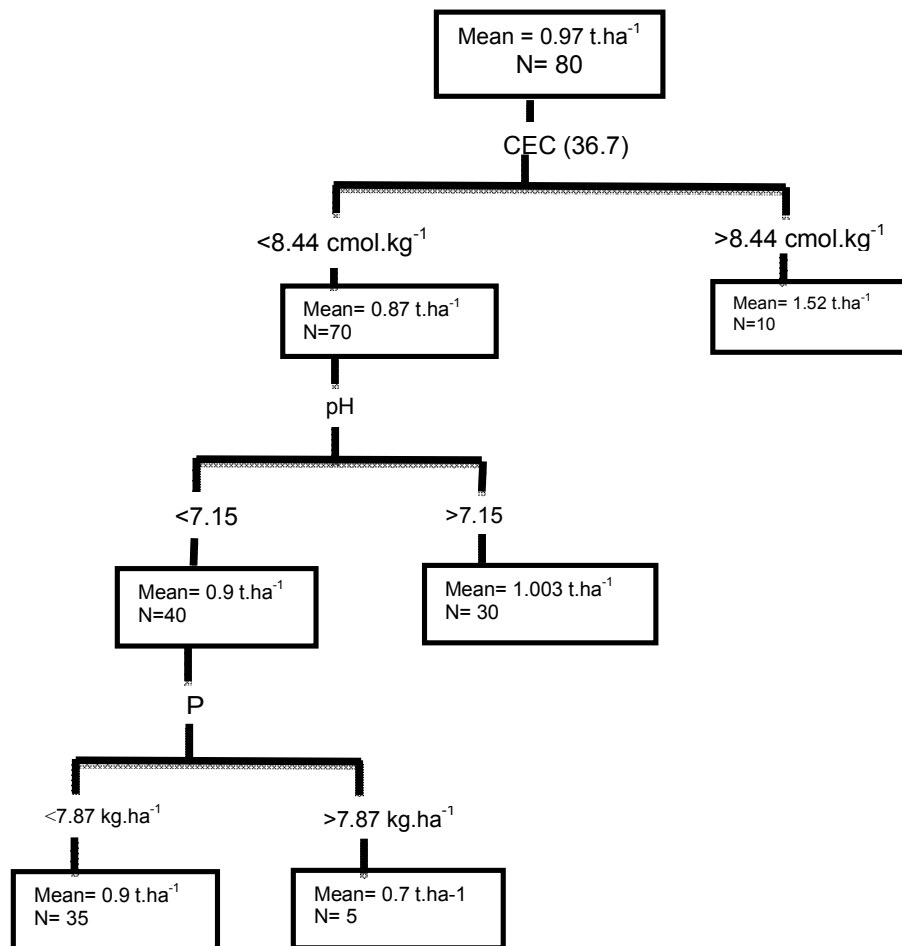 Mean = 0.97 t.ha⁻¹
N= 80
CEC (36.7)
<8.44 cmol.kg⁻¹
>8.44 cmol.kg⁻¹
Mean= 0.87 t.ha⁻¹
N=70
Mean= 1.52 t.ha⁻¹
N=10
pH
<7.15
>7.15
Mean= 0.9 t.ha⁻¹
N=40
Mean= 1.003 t.ha⁻¹
N= 30
P
<7.87 kg.ha⁻¹
>7.87 kg.ha⁻¹
Mean= 0.9 t.ha⁻¹
N= 35
Mean= 0.7 t.ha-1
N= 5